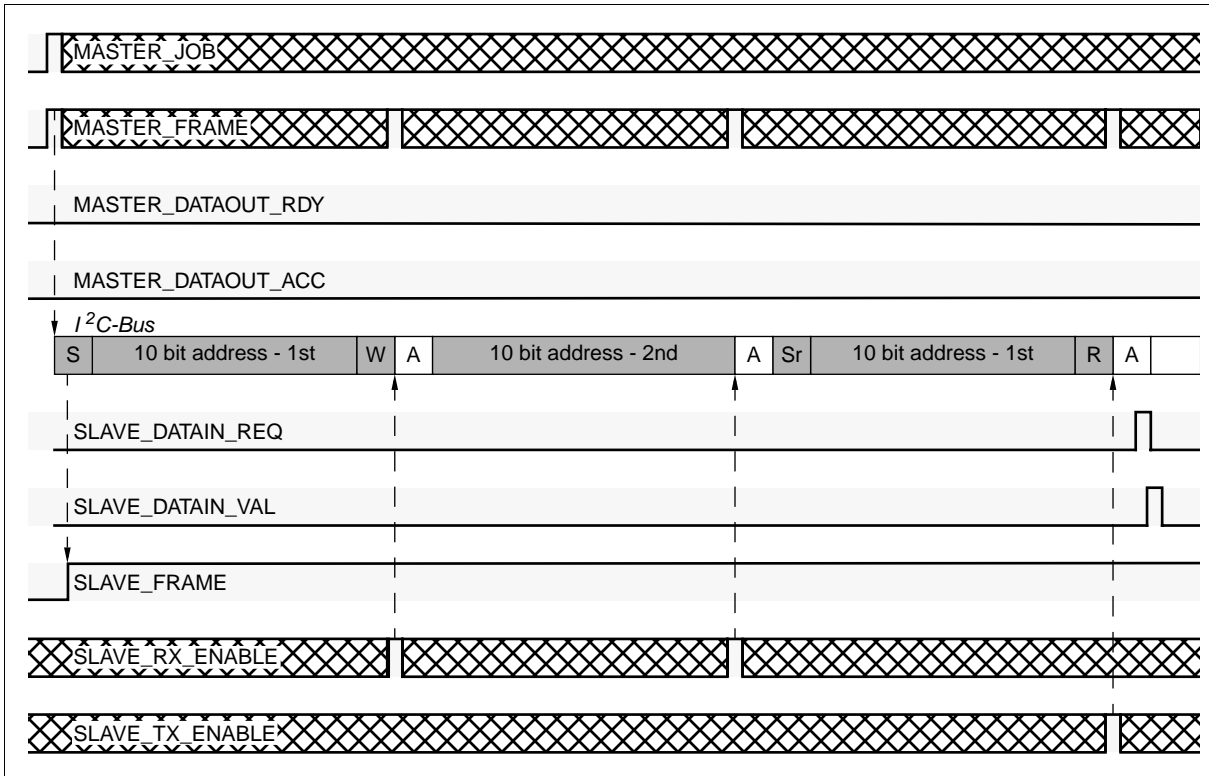 MASTER_JOB
MASTER_FRAME
MASTER_DATAOUT_RDY
MASTER_DATAOUT_ACC
I²C-Bus
S 10 bit address - 1st W A 10 bit address - 2nd A Sr 10 bit address - 1st R A
SLAVE_DATAIN_REQ
SLAVE_DATAIN_VAL
SLAVE_FRAME
SLAVE_RX_ENABLE
SLAVE_TX_ENABLE